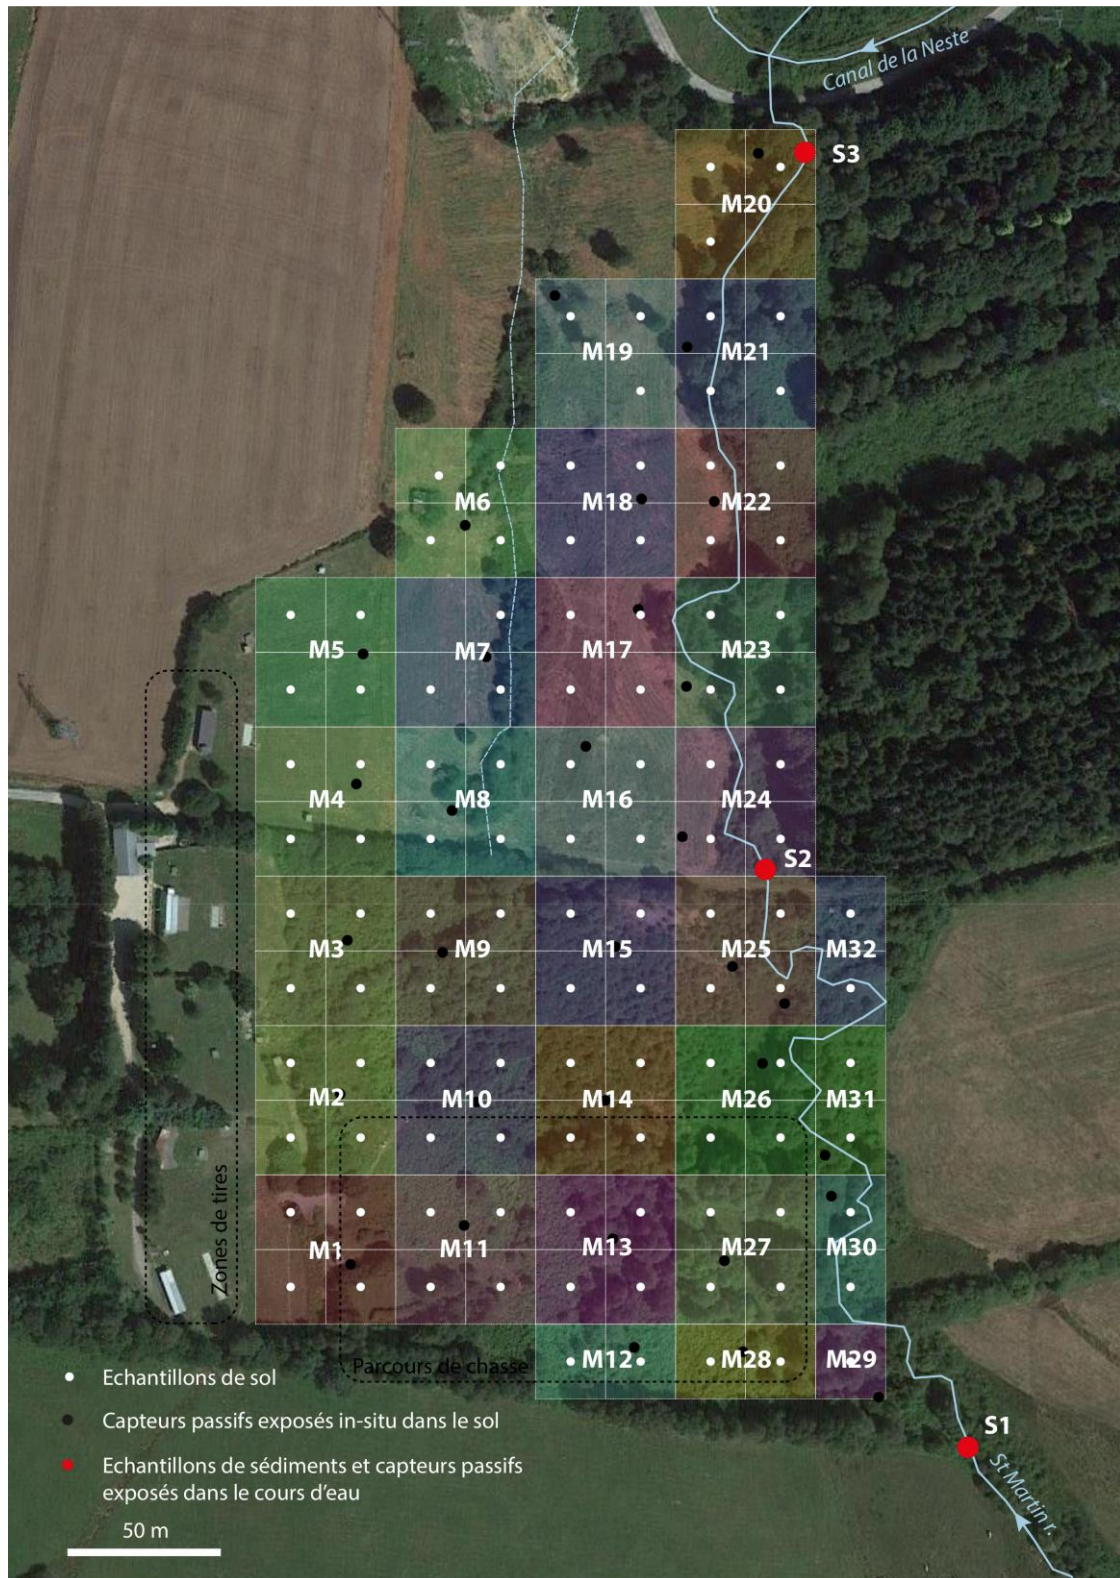 Canal de la Neste
S3
M20
M19
M21
M6
M18
M22
M5
M7
M17
M23
M4
M8
M16
M24
S2
M3
M9
M15
M25
M32
M2
M10
M14
M26
M31
Zones de tires
M1
M11
M13
M27
M30
Parcours de chasse
M12
M28
M29
S1
St Martin r.
Echantillons de sol
Capteurs passifs exposés in-situ dans le sol
Echantillons de sédiments et capteurs passifs
exposés dans le cours d'eau
50 m